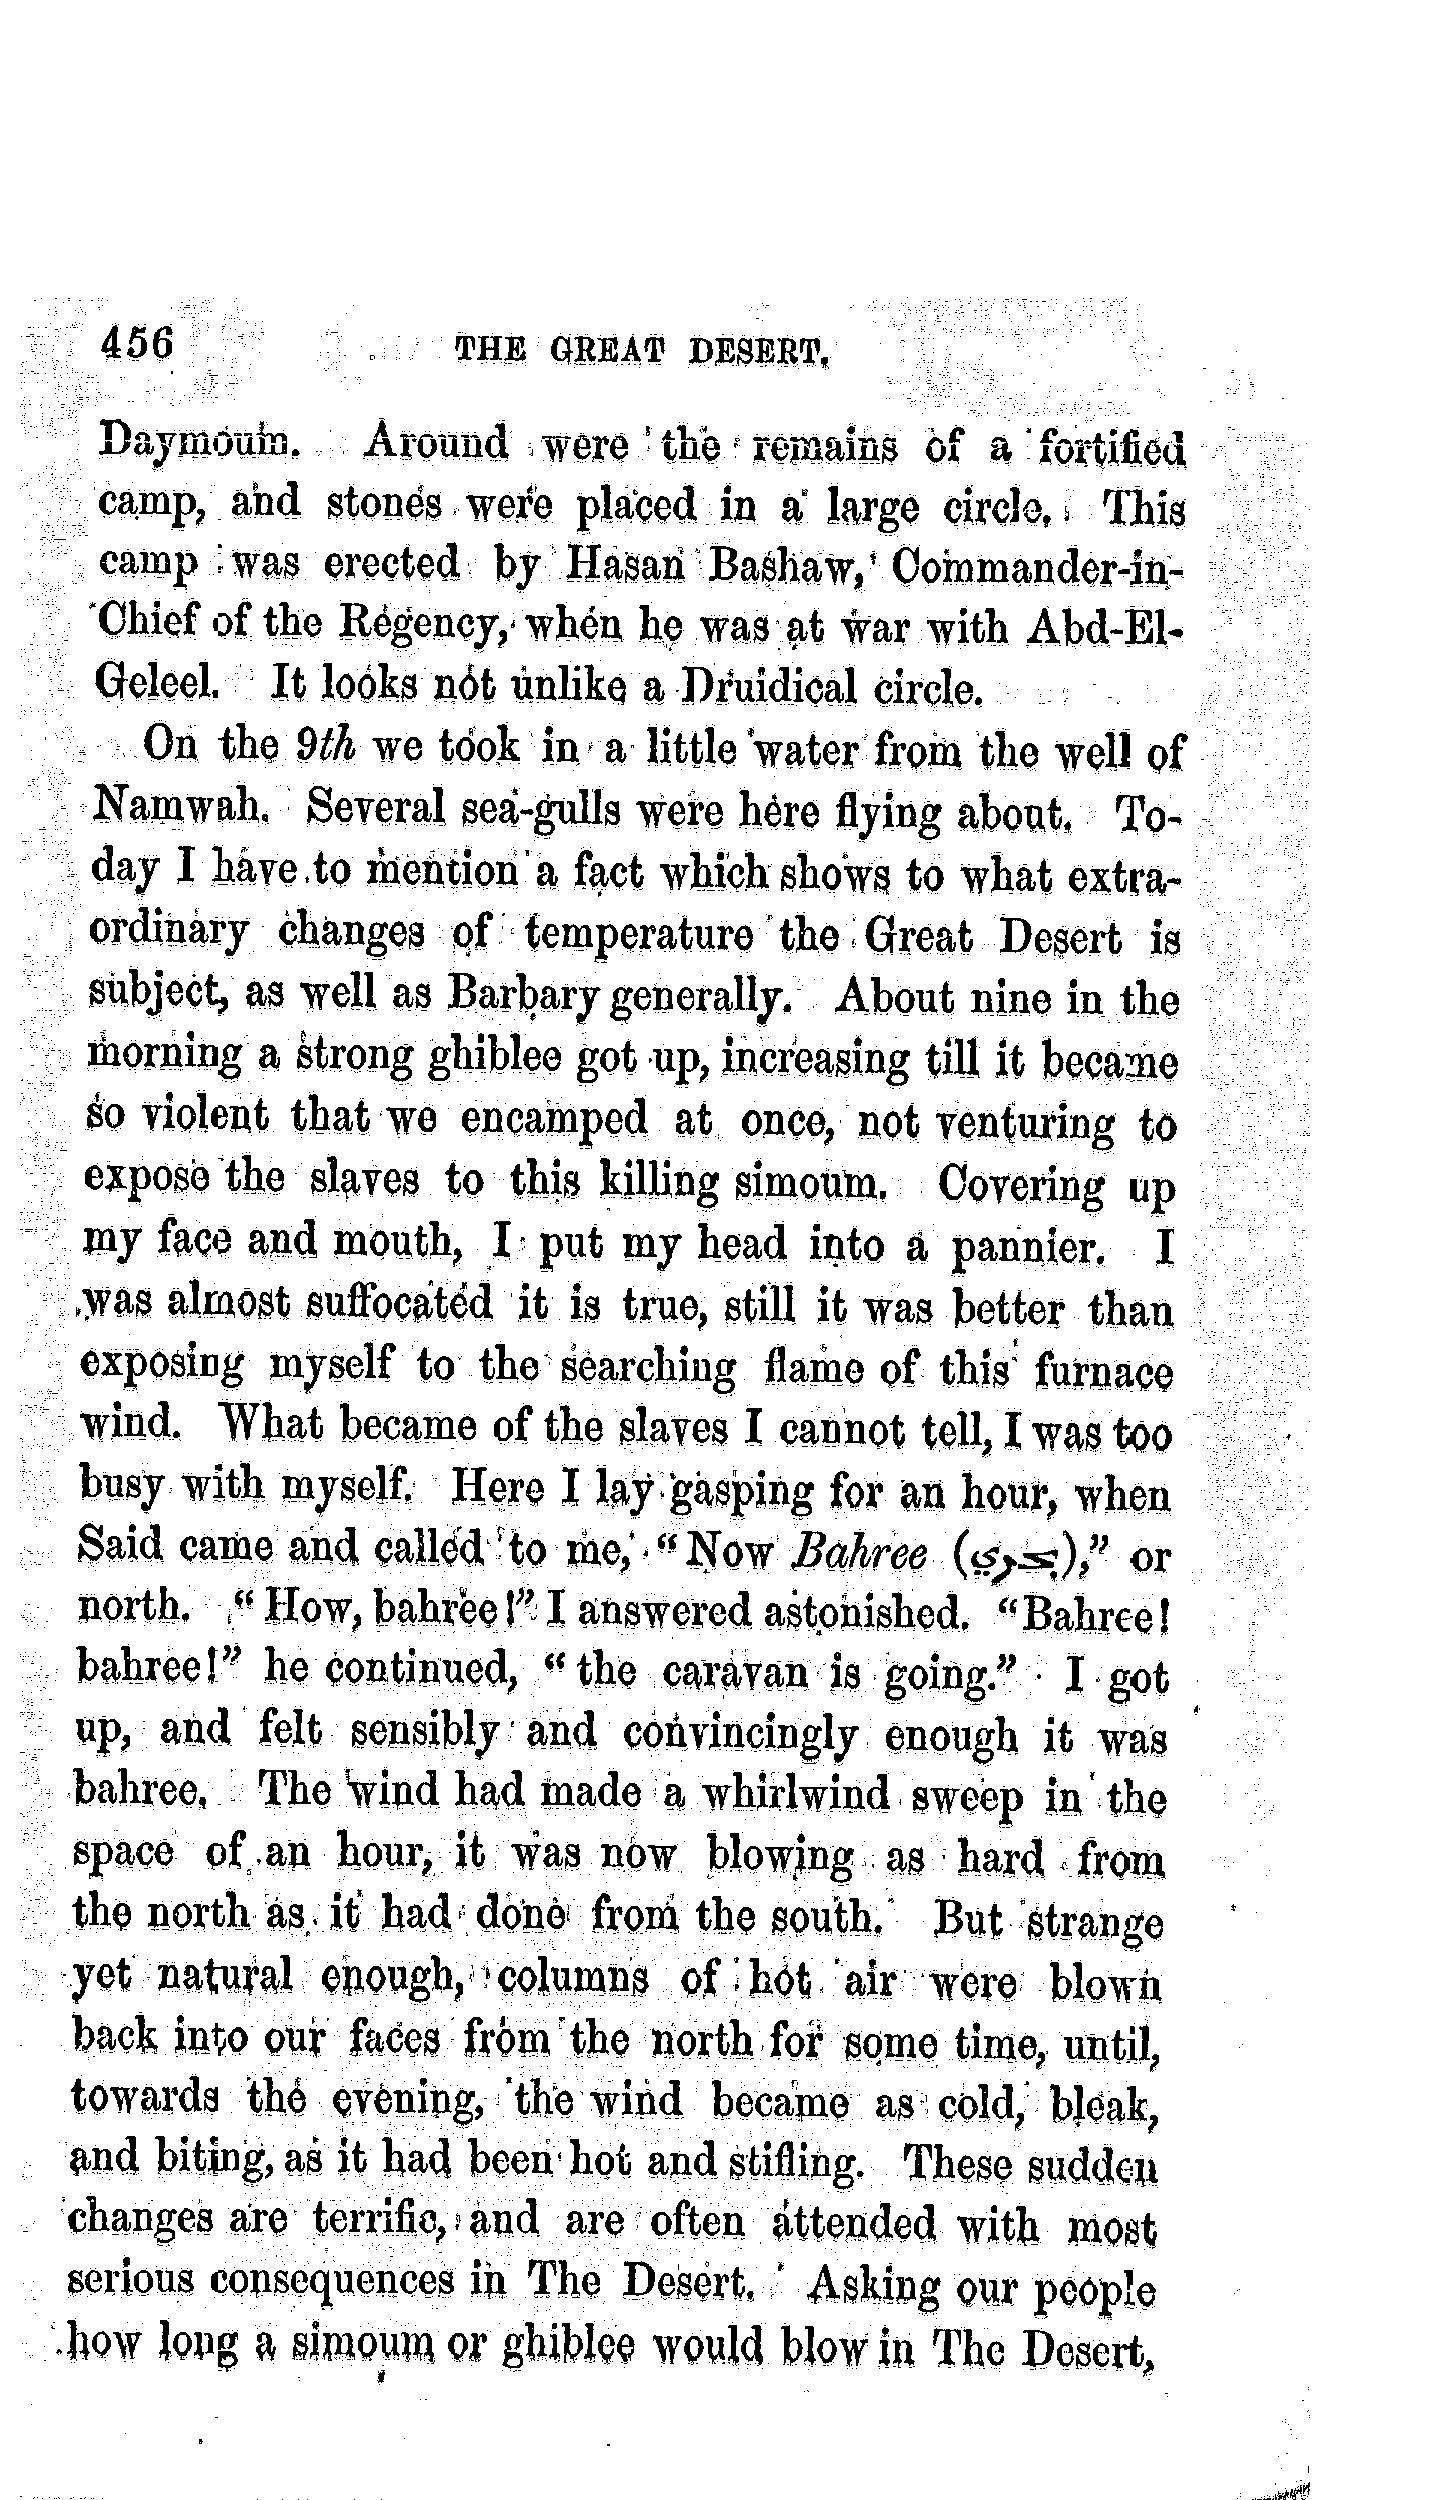 456 THE GREAT DESERT.
Daymoum. Around were the remains of a fortified
camp, and stones were placed in a large circle. This
camp was erected by Hasan Bashaw, Commander-in-
Chief of the Regency, when he was at war with Abd-El-
Geleel. It looks not unlike a Druidical circle.
On the 9th we took in a little water from the well of
Namwah. Several sea-gulls were here flying about. To-
day I have to mention a fact which shows to what extra-
ordinary changes of temperature the Great Desert is
subject, as well as Barbary generally. About nine in the
morning a strong ghiblee got up, increasing till it became
so violent that we encamped at once, not venturing to
expose the slaves to this killing simoum. Covering up
my face and mouth, I put my head into a pannier. I
was almost suffocated it is true, still it was better than
exposing myself to the searching flame of this furnace
wind. What became of the slaves I cannot tell, I was too
busy with myself. Here I lay gasping for an hour, when
Said came and called to me, "Now Bahree (بحري)," or
north. "How, bahree!" I answered astonished. "Bahree!
bahree!" he continued, "the caravan is going." I got
up, and felt sensibly and convincingly enough it was
bahree. The wind had made a whirlwind sweep in the
space of an hour, it was now blowing as hard from
the north as it had done from the south. But strange
yet natural enough, columns of hot air were blown
back into our faces from the north for some time, until,
towards the evening, the wind became as cold, bleak,
and biting, as it had been hot and stifling. These sudden
changes are terrific, and are often attended with most
serious consequences in The Desert. Asking our people
how long a simoum or ghiblee would blow in The Desert,